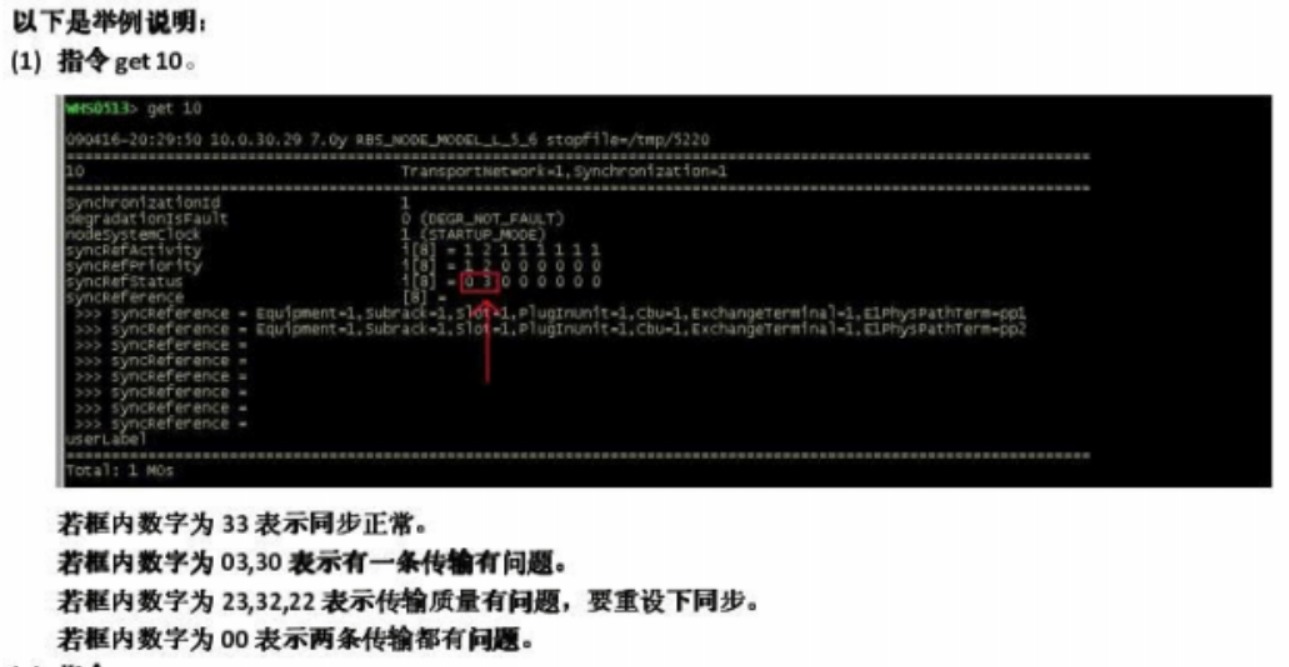 以下是举例说明：
(1) 指令 get 10。
WHS0513> get 10
090416-20:29:50 10.0.30.29 7.0y RBS_NODE_MODEL_L_5_6 stopfile=/tmp/5220
10 TransportNetwork=1,Synchronization=1
SynchronizationId 1
degradationIsFault 0 (DEGR_NOT_FAULT)
nodeSystemClock 1 (STARTUP_MODE)
syncRefActivity i[8] = 1 2 1 1 1 1 1 1
syncRefPriority i[8] = 1 2 0 0 0 0 0 0
syncRefStatus i[8] = 0 3 0 0 0 0 0 0
syncReference [8] =
>>> syncReference = Equipment=1,Subrack=1,Slot=1,PlugInUnit=1,Cbu=1,ExchangeTerminal=1,E1PhysPathTerm=pp1
>>> syncReference = Equipment=1,Subrack=1,Slot=1,PlugInUnit=1,Cbu=1,ExchangeTerminal=1,E1PhysPathTerm=pp2
>>> syncReference =
>>> syncReference =
>>> syncReference =
>>> syncReference =
>>> syncReference =
>>> syncReference =
userLabel
Total: 1 MOs
若框内数字为 33 表示同步正常。
若框内数字为 03,30 表示有一条传输有问题。
若框内数字为 23,32,22 表示传输质量有问题，要重设下同步。
若框内数字为 00 表示两条传输都有问题。